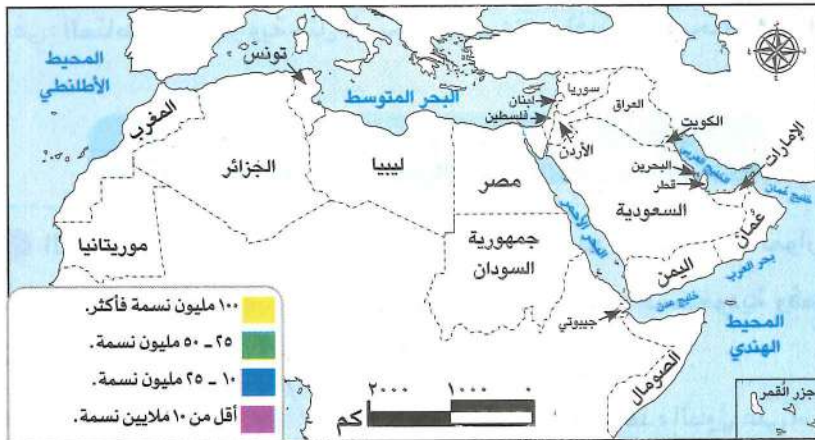 المحيط
الأطلنطي
تونس
البحر المتوسط
سوريا
لبنان
فلسطين
العراق
الأردن
الكويت
الإمارات
المغرب
الجزائر
ليبيا
مصر
البحرين
قطر
الخليج العربي
خليج عُمان
السعودية
عُمان
موريتانيا
جمهورية
السودان
البحر الأحمر
اليمن
بحر العرب
خليج عدن
جيبوتي
المحيط
الهندي
الصومال
جزر القمر
١٠٠ مليون نسمة فأكثر.
٢٥ - ٥٠ مليون نسمة.
١٠ - ٢٥ مليون نسمة.
أقل من ١٠ ملايين نسمة.
٢٠٠٠ ١٠٠٠ ٠
كم